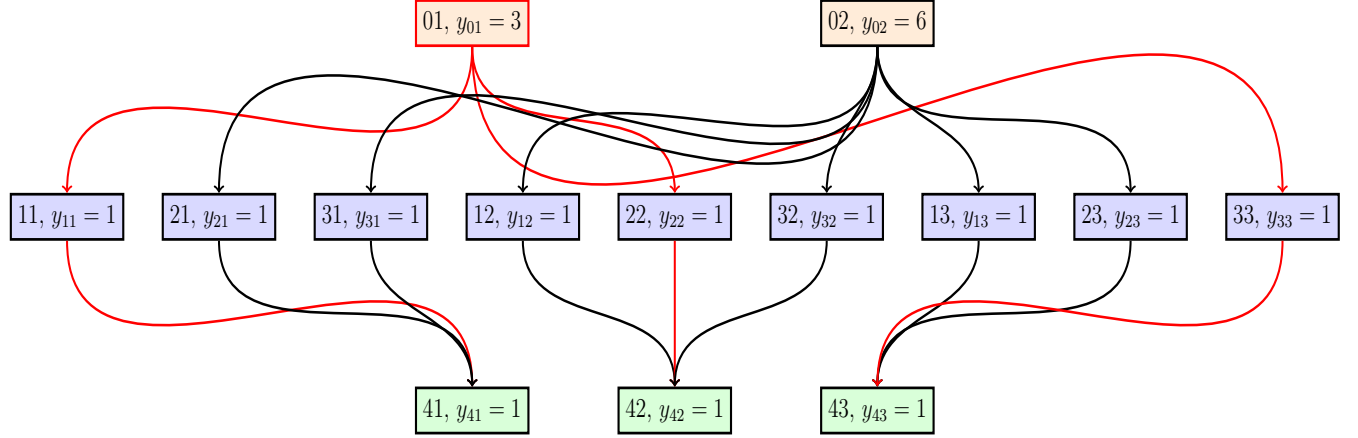 01, y₀₁ = 3
02, y₀₂ = 6
11, y₁₁ = 1
21, y₂₁ = 1
31, y₃₁ = 1
12, y₁₂ = 1
22, y₂₂ = 1
32, y₃₂ = 1
13, y₁₃ = 1
23, y₂₃ = 1
33, y₃₃ = 1
41, y₄₁ = 1
42, y₄₂ = 1
43, y₄₃ = 1